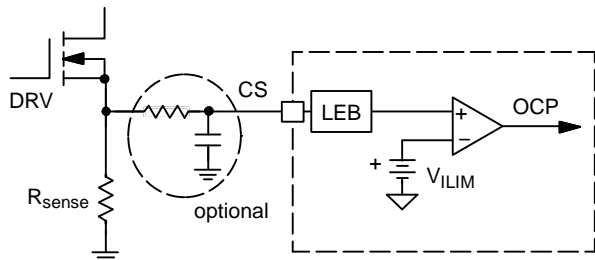 DRV
CS
LEB
OCP
+
−
+
V_ILIM
R_sense
optional